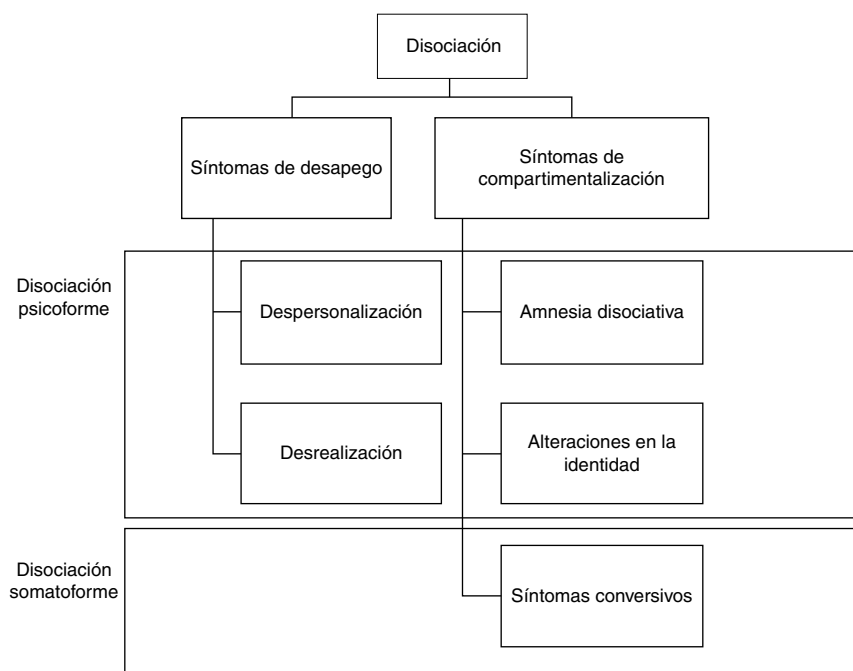 Disociación
Síntomas de desapego
Síntomas de
compartimentalización
Disociación
psicoforme
Despersonalización
Amnesia disociativa
Desrealización
Alteraciones en la
identidad
Disociación
somatoforme
Síntomas conversivos